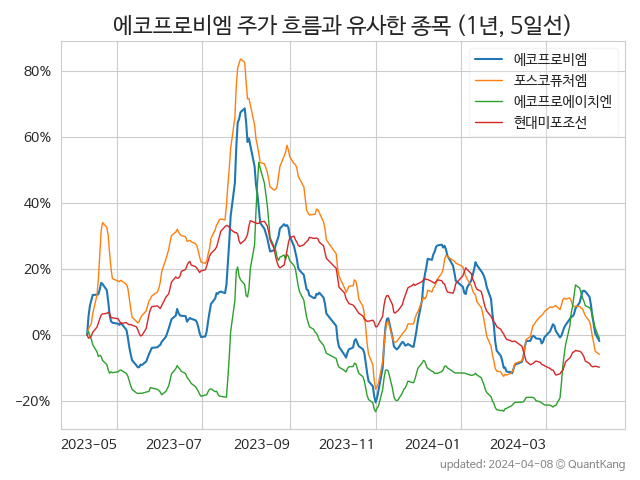 에코프로비엠 주가 흐름과 유사한 종목 (1년, 5일선)
에코프로비엠
포스코퓨처엠
에코프로에이치엔
현대미포조선
80%
60%
40%
20%
0%
−20%
2023-05 2023-07 2023-09 2023-11 2024-01 2024-03
updated: 2024-04-08 © QuantKang